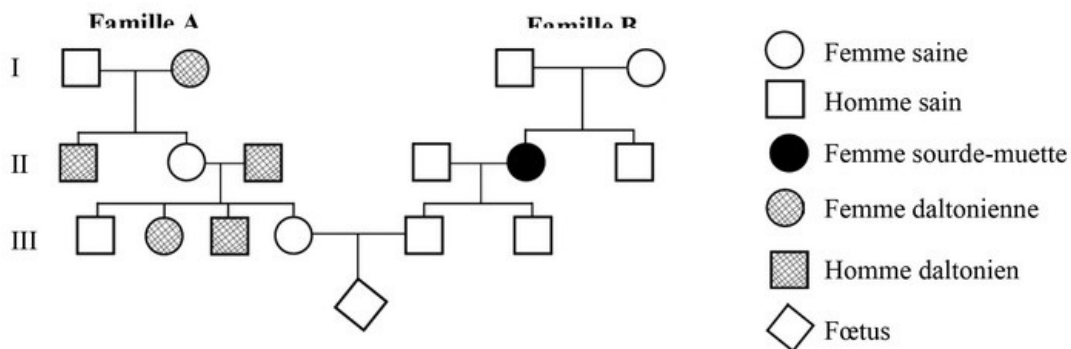 Famille A
Famille B
I
II
III
Femme saine
Homme sain
Femme sourde-muette
Femme daltonienne
Homme daltonien
Fœtus